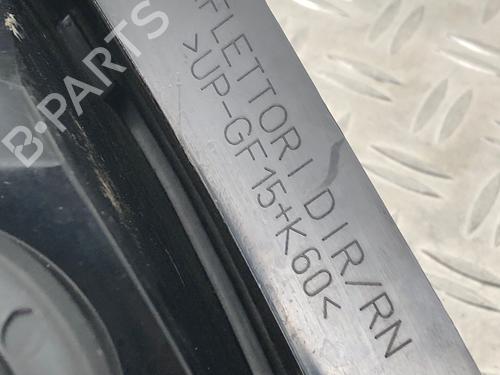 FLETTORI DIR/RN
>UP-GF15+K60<
B-PARTS